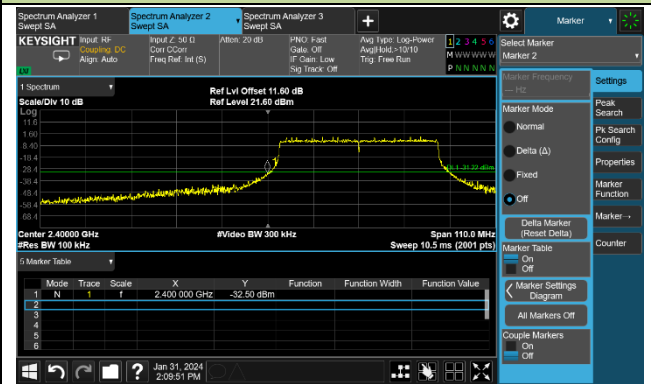 Spectrum Analyzer 1
Swept SA
Spectrum Analyzer 2
Swept SA
Spectrum Analyzer 3
Swept SA
+
Marker
KEYSIGHT
Input: RF
Coupling: DC
Align: Auto
Input Z: 50 Ω
Corr CCorr
Freq Ref: Int (S)
Atten: 20 dB
PNO: Fast
Gate: Off
IF Gain: Low
Sig Track: Off
Avg Type: Log-Power
Avg|Hold:>10/10
Trig: Free Run
1 2 3 4 5 6
M W W W W W
P N N N N N
LXI
1 Spectrum
Scale/Div 10 dB
Ref Lvl Offset 11.60 dB
Ref Level 21.60 dBm
Log
11.6
1.60
-8.40
-18.4
-28.4
-38.4
-48.4
-58.4
-68.4
DL1 -31.22 dBm
Center 2.40000 GHz
#Res BW 100 kHz
#Video BW 300 kHz
Span 110.0 MHz
Sweep 10.5 ms (2001 pts)
5 Marker Table
Mode Trace Scale X Y Function Function Width Function Value
1 N 1 f 2.400 000 GHz -32.50 dBm
2
3
4
5
6
Select Marker
Marker 2
Marker Frequency
--- Hz
Marker Mode
Normal
Delta (Δ)
Fixed
Off
Delta Marker
(Reset Delta)
Marker Table
On
Off
Marker Settings
Diagram
All Markers Off
Couple Markers
On
Off
Settings
Peak
Search
Pk Search
Config
Properties
Marker
Function
Marker→
Counter
?
Jan 31, 2024
2:09:51 PM